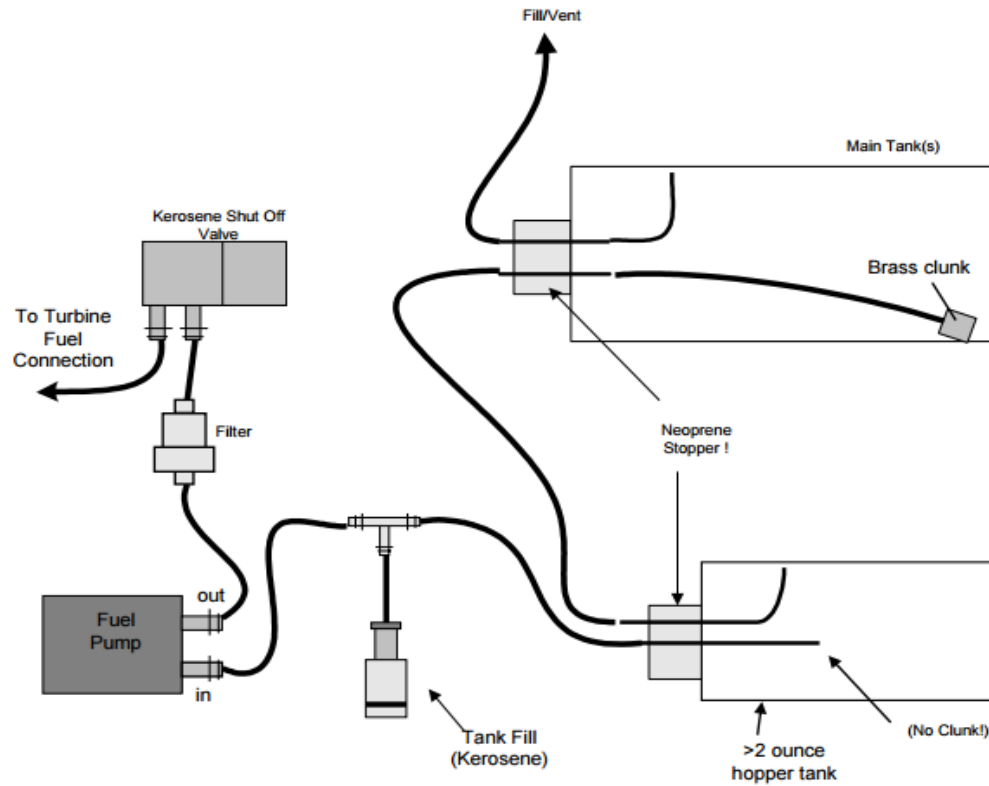 Fill/Vent
Main Tank(s)
Kerosene Shut Off
Valve
Brass clunk
To Turbine
Fuel
Connection
Filter
Neoprene
Stopper !
out
Fuel
Pump
in
Tank Fill
(Kerosene)
(No Clunk!)
>2 ounce
hopper tank